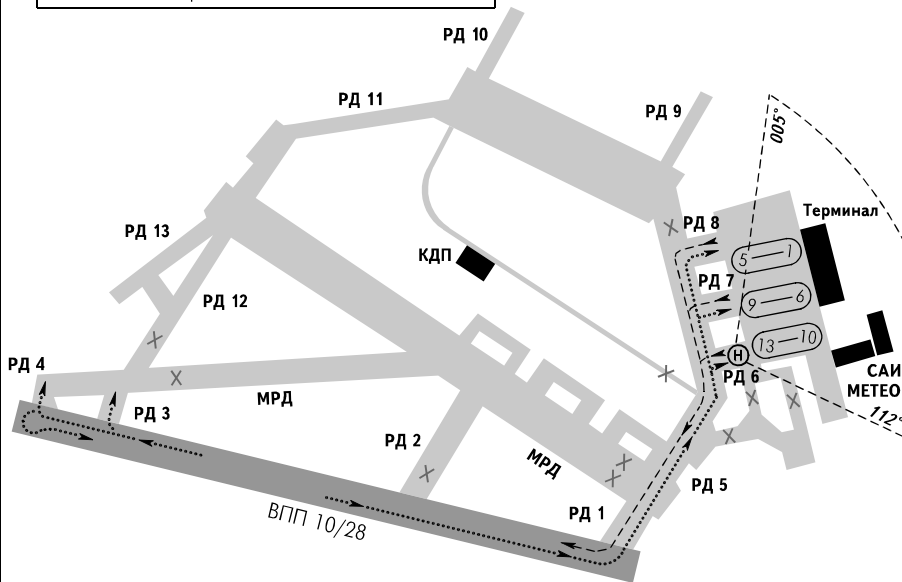 РД 10
РД 11
РД 9
005°
Терминал
РД 8
РД 13
КДП
5 1
РД 7
9 6
РД 12
13 10
H
РД 4
РД 6
САИ
МЕТЕО
МРД
РД 3
112°
РД 2
МРД
РД 5
РД 1
ВПП 10/28